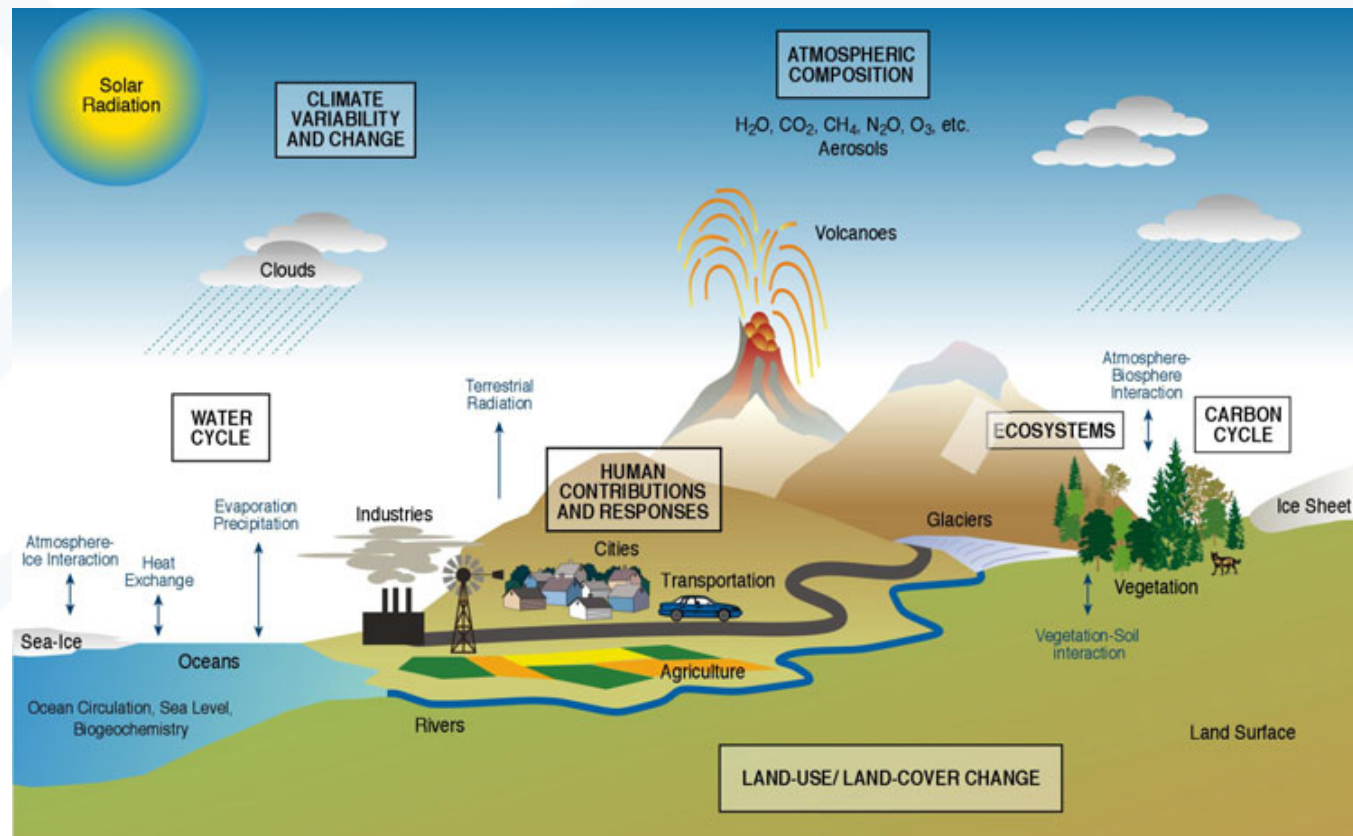 Solar
Radiation
CLIMATE
VARIABILITY
AND CHANGE
ATMOSPHERIC
COMPOSITION
H₂O, CO₂, CH₄, N₂O, O₃, etc.
Aerosols
Volcanoes
Clouds
WATER
CYCLE
Terrestrial
Radiation
Atmosphere-
Biosphere
Interaction
ECOSYSTEMS
CARBON
CYCLE
HUMAN
CONTRIBUTIONS
AND RESPONSES
Evaporation
Precipitation
Industries
Glaciers
Ice Sheet
Atmosphere-
Ice Interaction
Heat
Exchange
Cities
Transportation
Vegetation
Sea-Ice
Oceans
Agriculture
Vegetation-Soil
interaction
Ocean Circulation, Sea Level,
Biogeochemistry
Rivers
Land Surface
LAND-USE/ LAND-COVER CHANGE